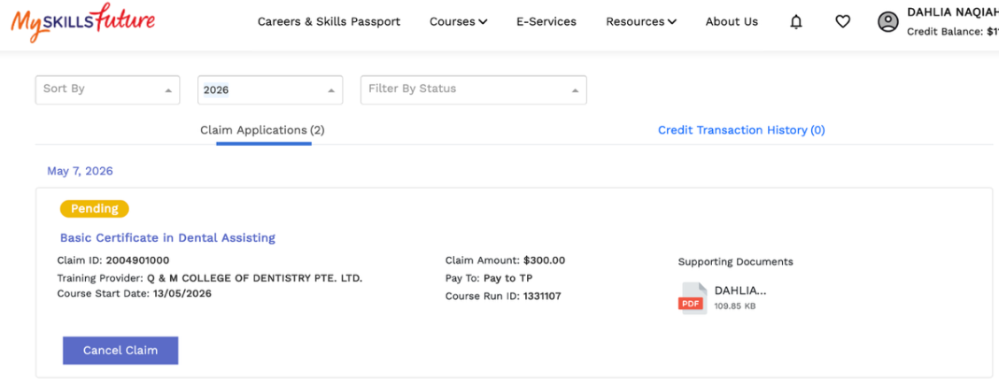 MySKILLSfuture
Careers & Skills Passport Courses E-Services Resources About Us
DAHLIA NAQIAH
Credit Balance: $1
Sort By 2026 Filter By Status
Claim Applications (2) Credit Transaction History (0)
May 7, 2026
Pending
Basic Certificate in Dental Assisting
Claim ID: 2004901000 Claim Amount: $300.00 Supporting Documents
Training Provider: Q & M COLLEGE OF DENTISTRY PTE. LTD. Pay To: Pay to TP
Course Start Date: 13/05/2026 Course Run ID: 1331107
PDF DAHLIA...
109.85 KB
Cancel Claim